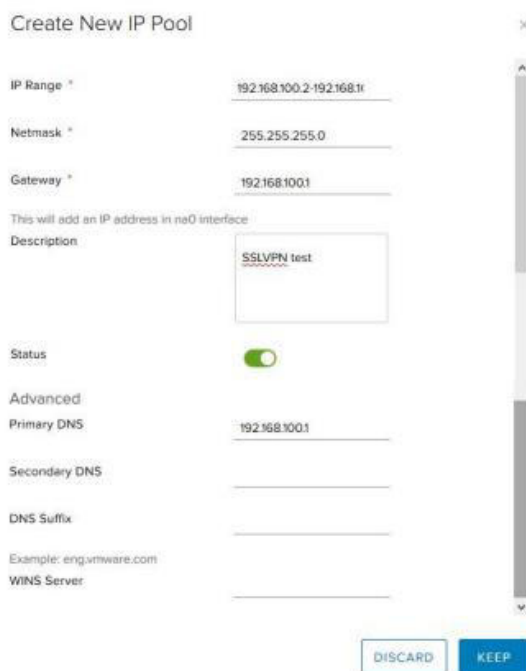 Create New IP Pool
IP Range * 192.168.100.2-192.168.1(
Netmask * 255.255.255.0
Gateway * 192.168.100.1
This will add an IP address in na0 interface
Description SSLVPN test
Status
Advanced
Primary DNS 192.168.100.1
Secondary DNS
DNS Suffix
Example: eng.vmware.com
WINS Server
DISCARD KEEP